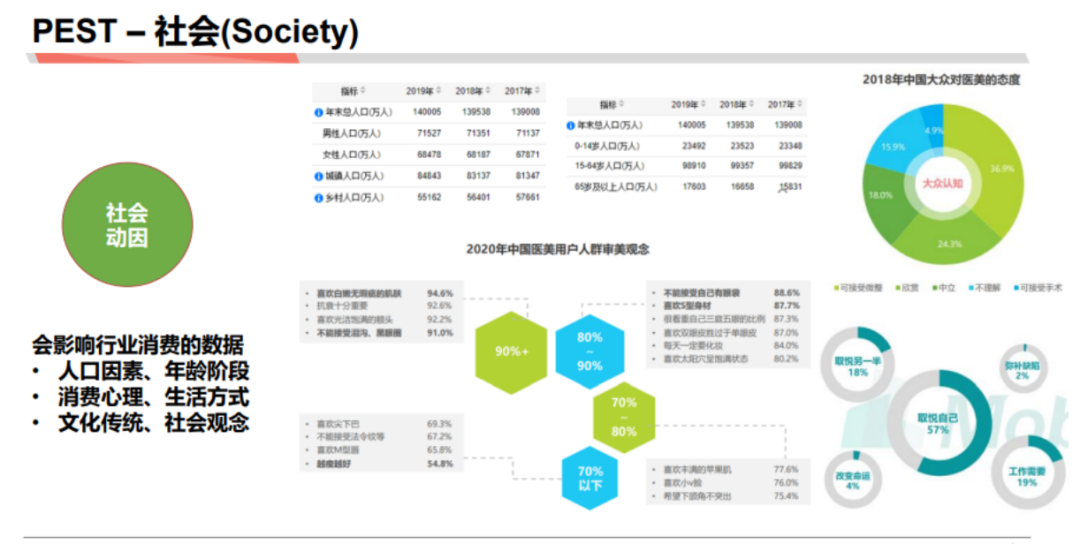 PEST – 社会(Society)
社会
动因
会影响行业消费的数据
• 人口因素、年龄阶段
• 消费心理、生活方式
• 文化传统、社会观念
指标 2019年 2018年 2017年
年末总人口(万人) 140005 139538 139008
男性人口(万人) 71527 71351 71137
女性人口(万人) 68478 68187 67871
城镇人口(万人) 84843 83137 81347
乡村人口(万人) 55162 56401 57661
指标 2019年 2018年 2017年
年末总人口(万人) 140005 139538 139008
0-14岁人口(万人) 23492 23523 23348
15-64岁人口(万人) 98910 99357 99829
65岁及以上人口(万人) 17603 16658 15831
2018年中国大众对医美的态度
4.9%
15.9%
36.9%
大众认知
18.0%
24.3%
可接受微整 欣赏 中立 不理解 可接受手术
2020年中国医美用户人群审美观念
• 喜欢白嫩无瑕疵的肌肤 94.6%
• 抗衰十分重要 92.6%
• 喜欢光洁饱满的额头 92.2%
• 不能接受泪沟、黑眼圈 91.0%
90%+
80%
~
90%
• 不能接受自己有眼袋 88.6%
• 喜欢S型身材 87.7%
• 很看重自己三庭五眼的比例 87.3%
• 喜欢双眼皮胜过于单眼皮 87.0%
• 每天一定要化妆 84.0%
• 喜欢太阳穴呈饱满状态 80.2%
70%
~
80%
• 喜欢尖下巴 69.3%
• 不能接受法令纹等 67.2%
• 喜欢M型唇 65.8%
• 越瘦越好 54.8%
70%
以下
• 喜欢丰满的苹果肌 77.6%
• 喜欢小v脸 76.0%
• 希望下颌角不突出 75.4%
取悦另一半
18%
弥补缺陷
2%
取悦自己
57%
改变命运
4%
工作需要
19%